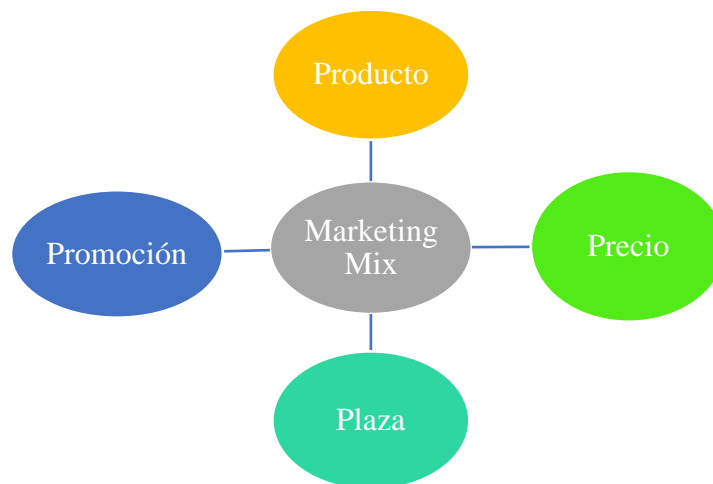 Producto
Promoción
Marketing
Mix
Precio
Plaza